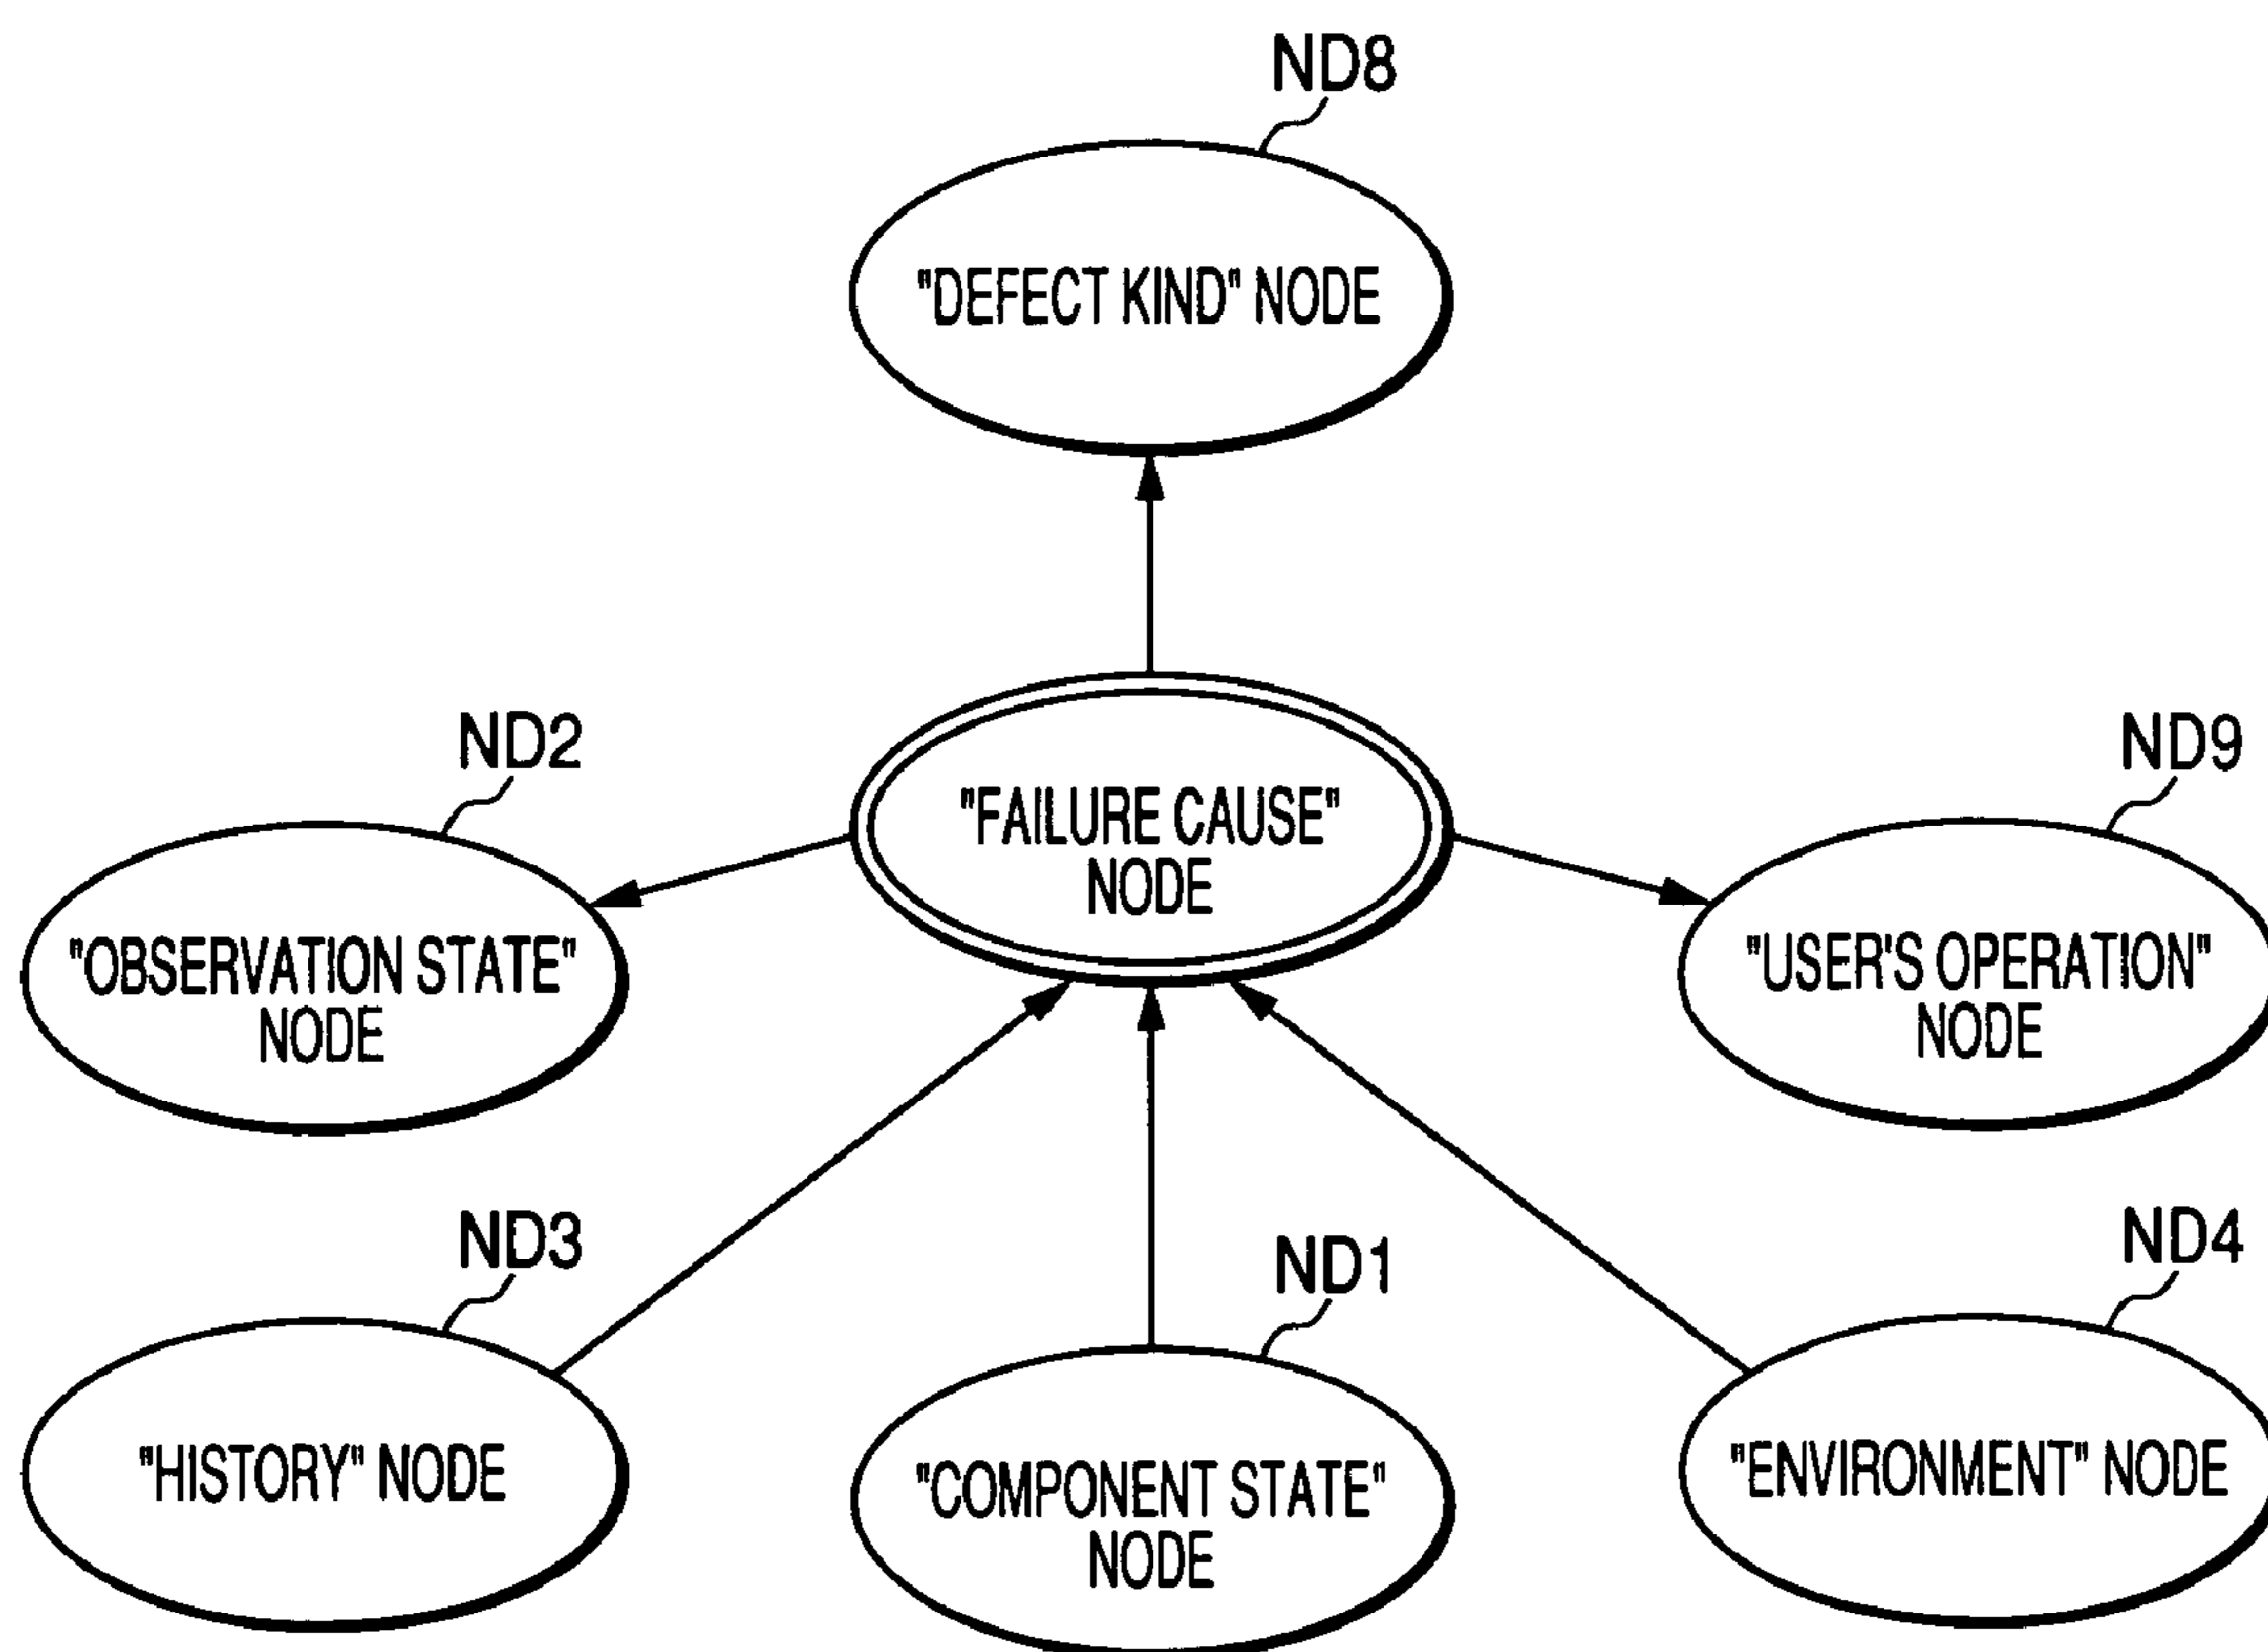 ND8
"DEFECT KIND" NODE
ND2
"FAILURE CAUSE"
NODE
ND9
"OBSERVATION STATE"
NODE
"USER'S OPERATION"
NODE
ND3
ND1
ND4
"HISTORY" NODE
"COMPONENT STATE"
NODE
"ENVIRONMENT" NODE